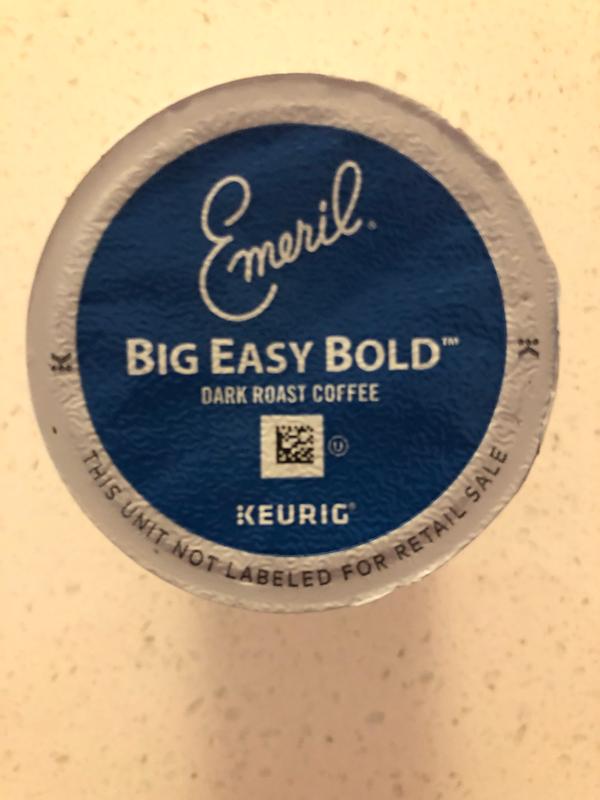 Emeril®
BIG EASY BOLD™
DARK ROAST COFFEE
U
KEURIG®
THIS UNIT NOT LABELED FOR RETAIL SALE
K
K